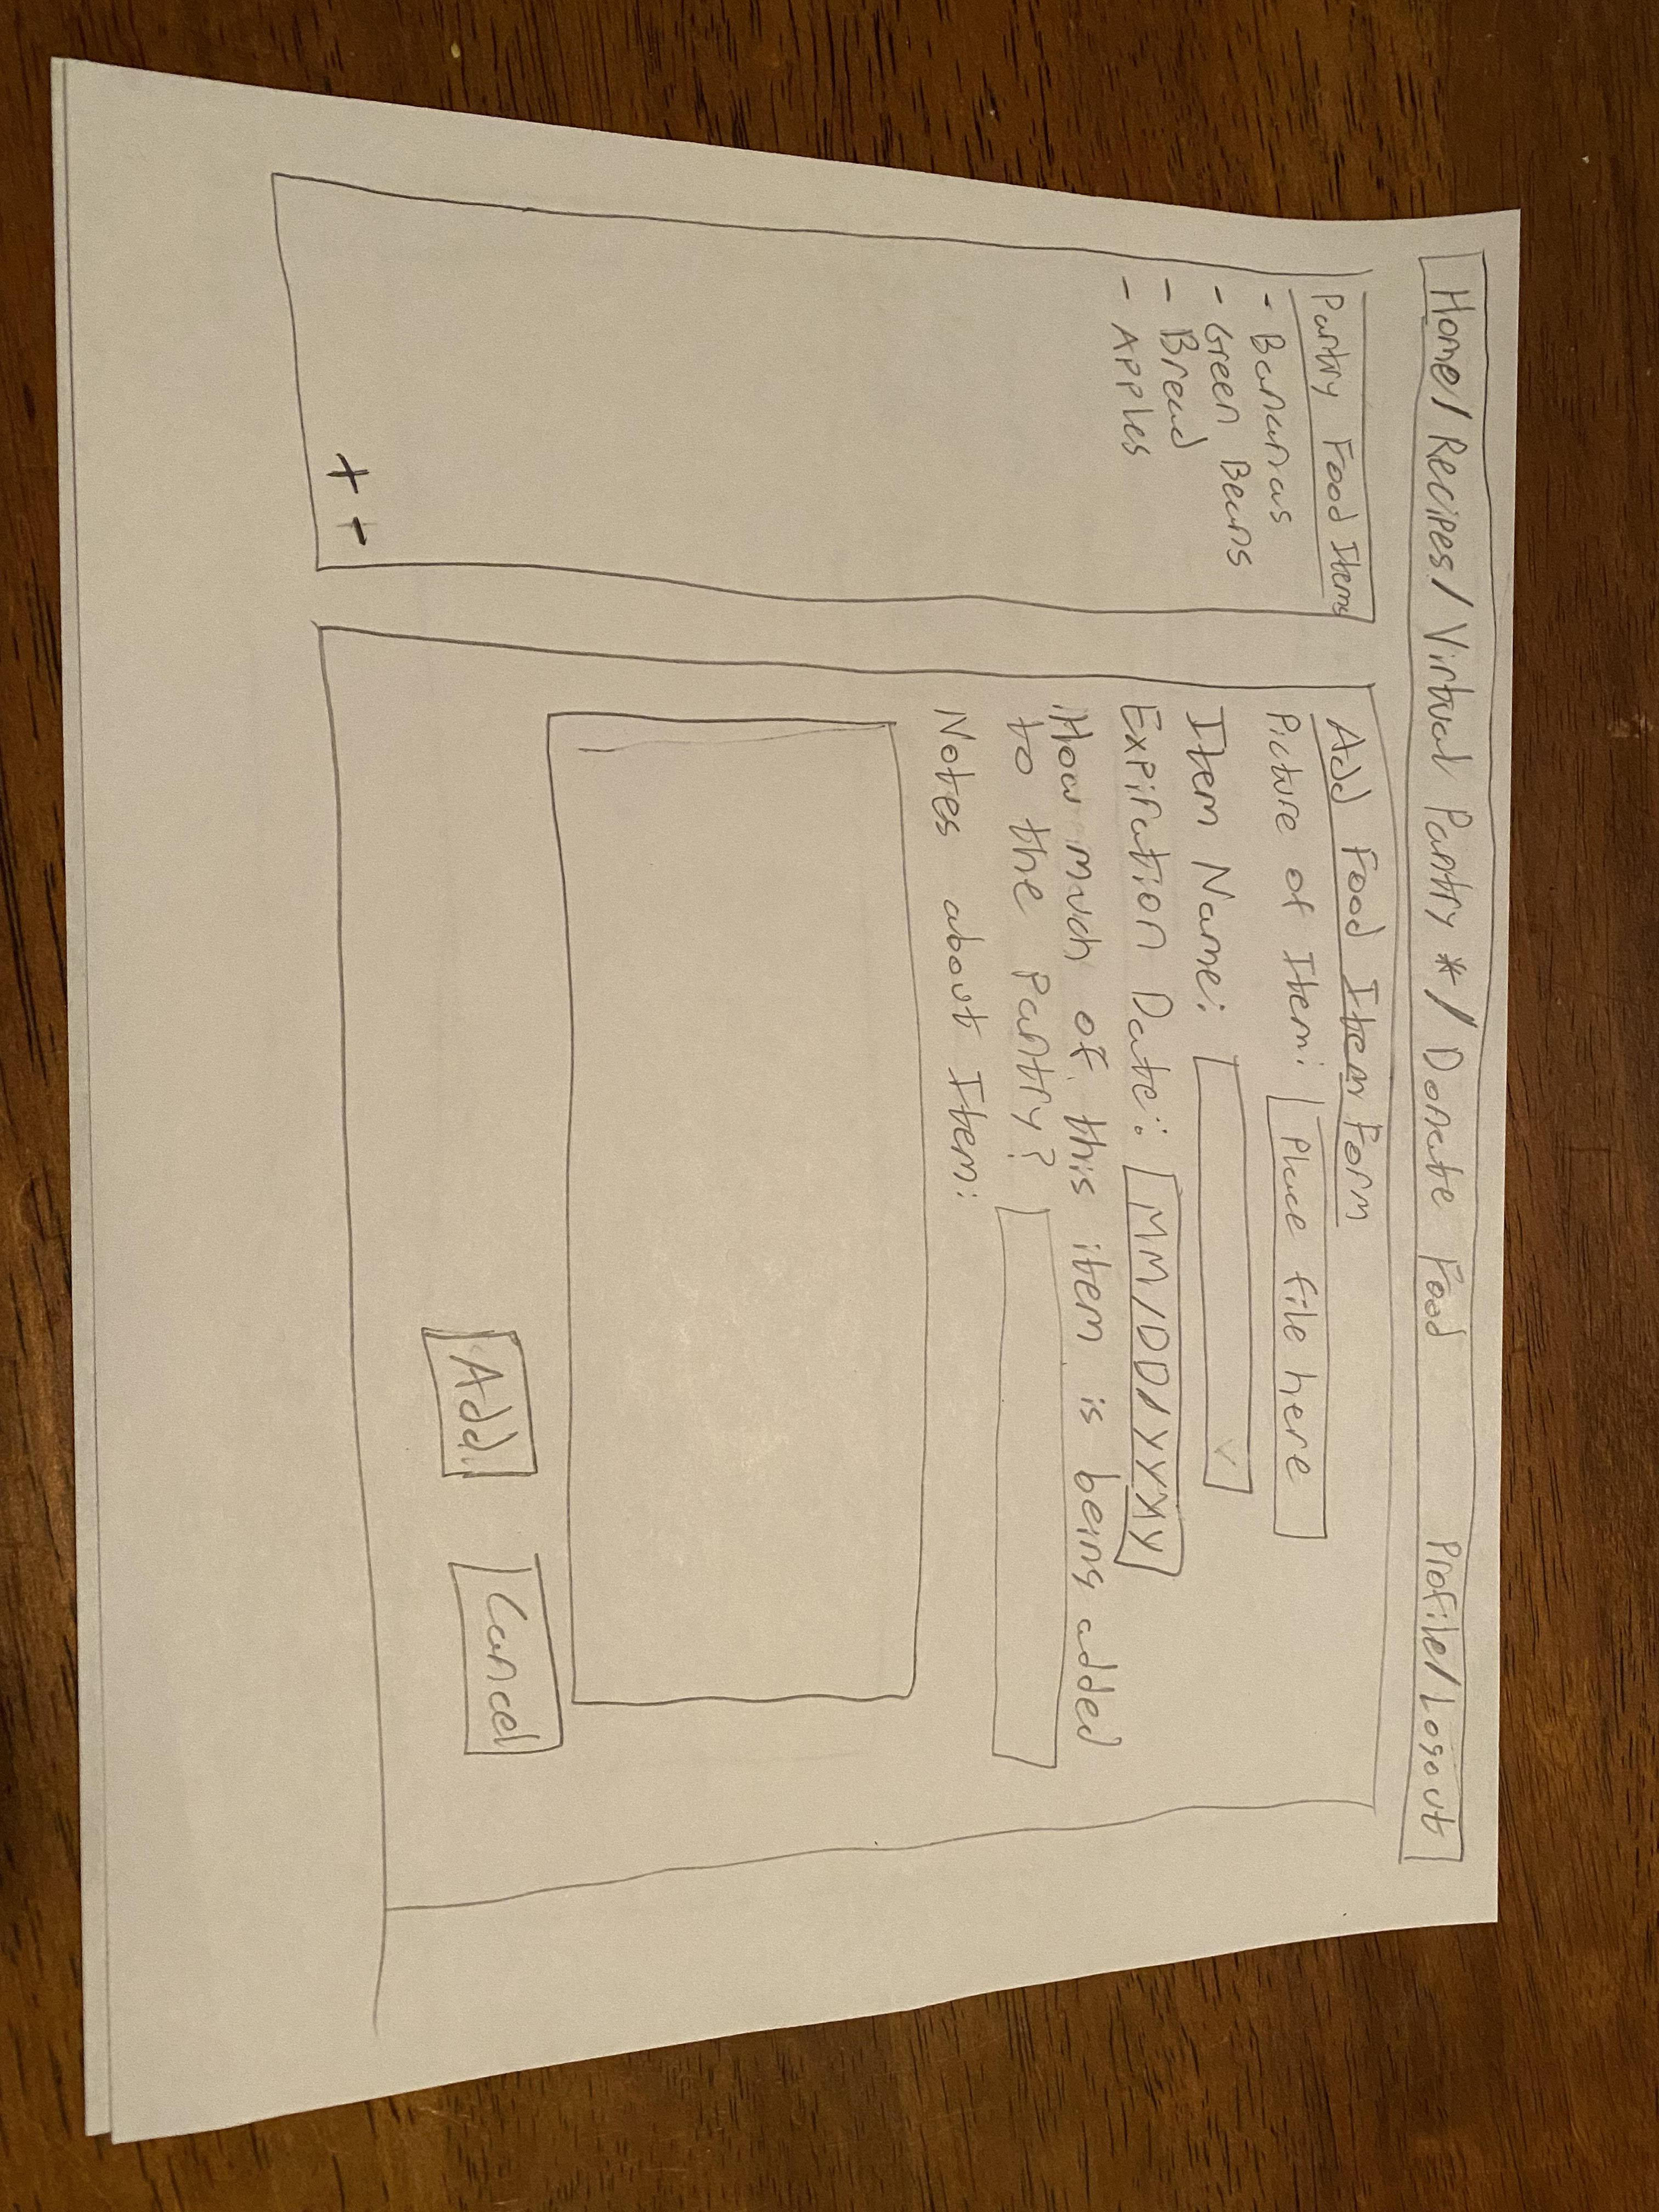 Home / Recipes / Virtual Pantry * / Donate Food Profile / Logout
Pantry Food Items
- Bananas
- Green Beans
- Bread
- Apples
+ -
Add Food Item Form
Picture of Item: Place file here
Item Name:
Expiration Date: MM/DD/YYYY
How much of this item is being added
to the pantry?
Notes about Item:
Add
Cancel